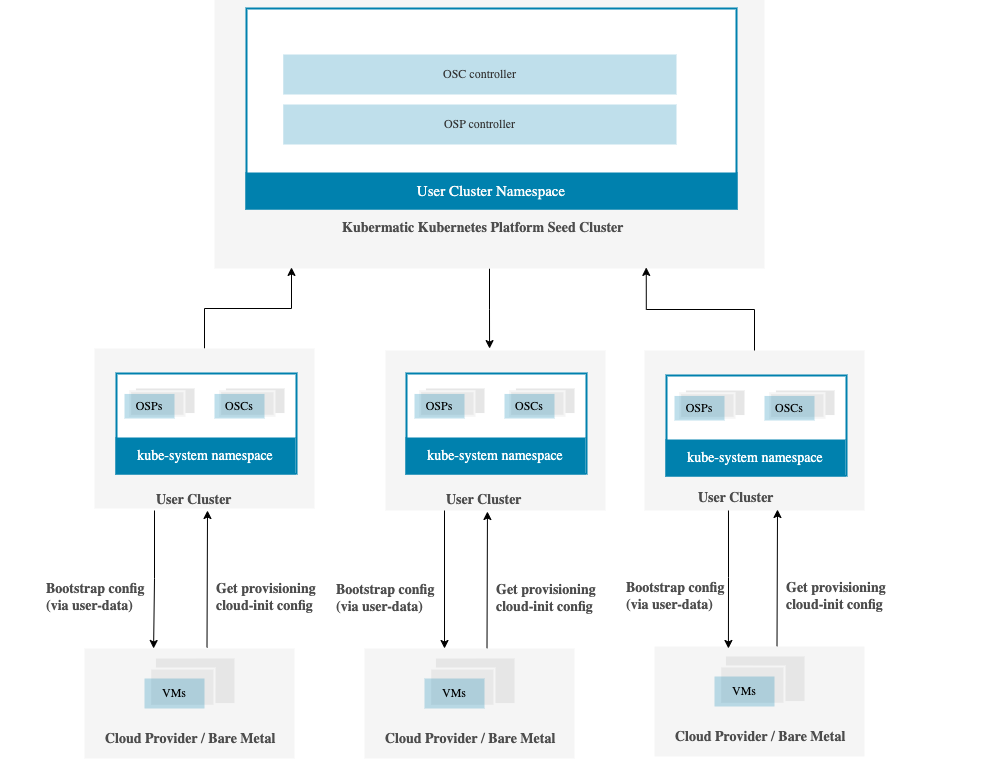 OSC controller
OSP controller
User Cluster Namespace
Kubermatic Kubernetes Platform Seed Cluster
OSPs
OSCs
kube-system namespace
User Cluster
OSPs
OSCs
kube-system namespace
User Cluster
OSPs
OSCs
kube-system namespace
User Cluster
Bootstrap config
(via user-data)
Get provisioning
cloud-init config
Bootstrap config
(via user-data)
Get provisioning
cloud-init config
Bootstrap config
(via user-data)
Get provisioning
cloud-init config
VMs
Cloud Provider / Bare Metal
VMs
Cloud Provider / Bare Metal
VMs
Cloud Provider / Bare Metal